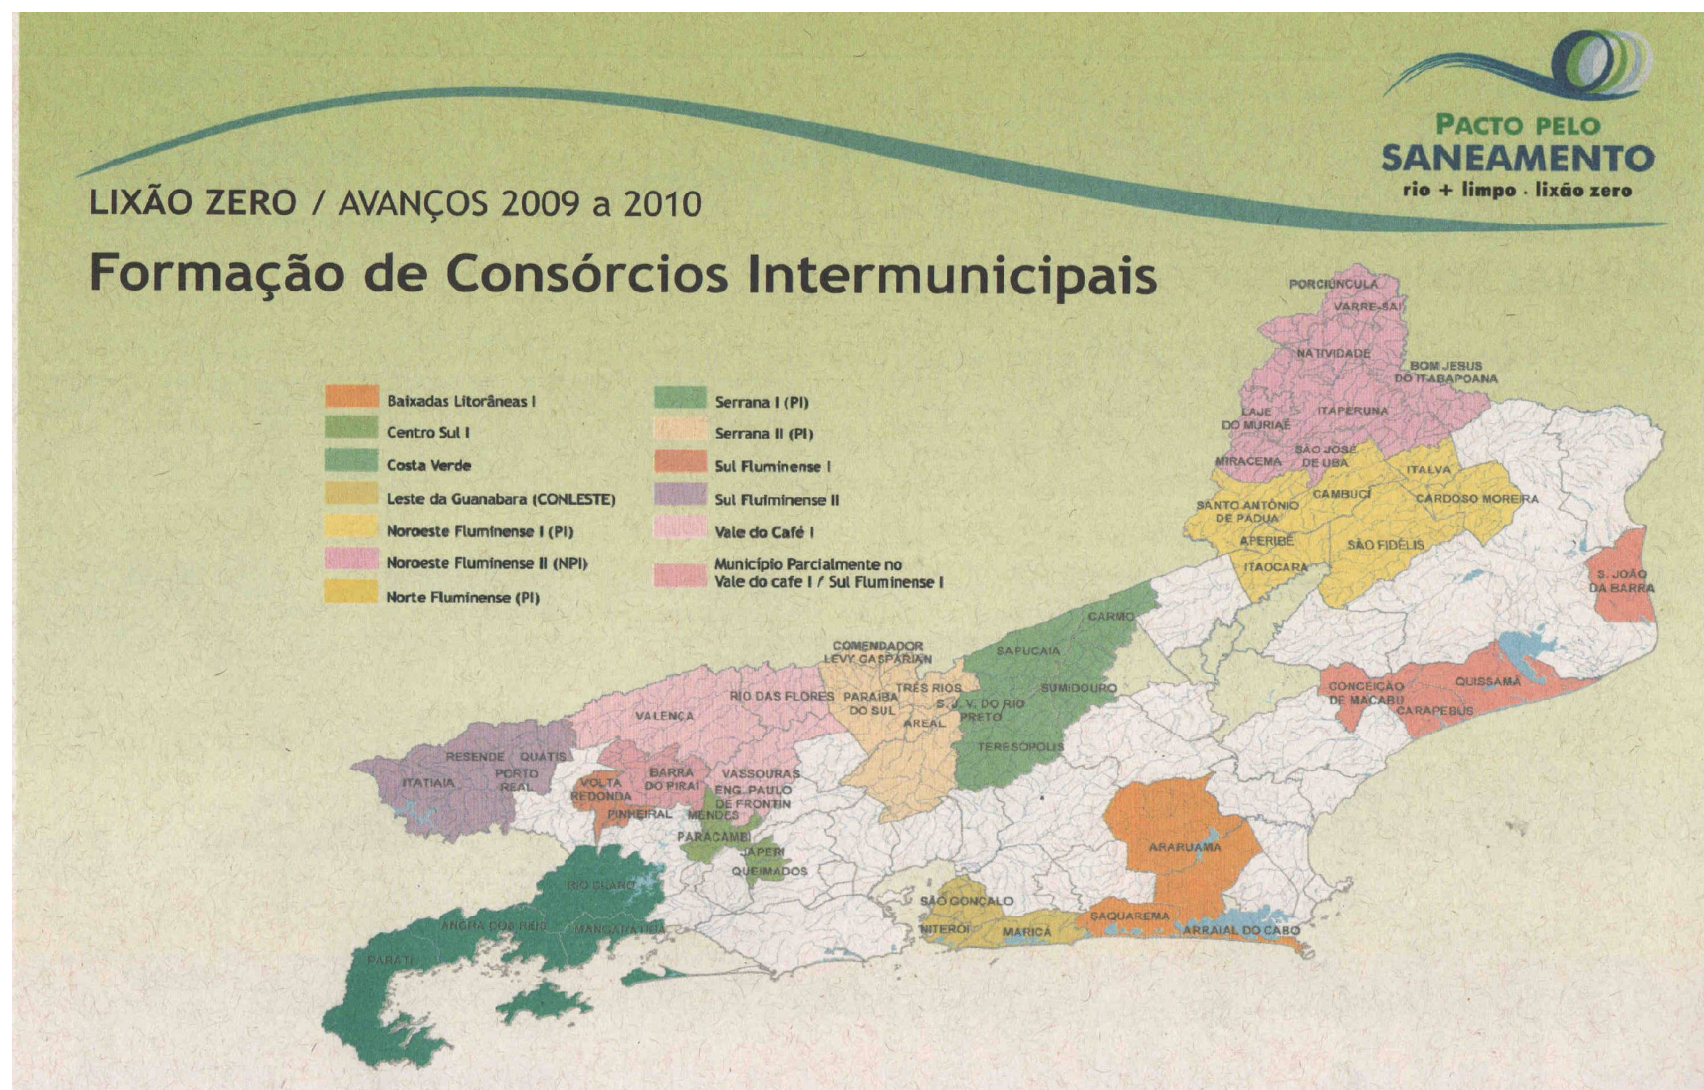 PACTO PELO
SANEAMENTO
rio + limpo · lixão zero
LIXÃO ZERO / AVANÇOS 2009 a 2010
Formação de Consórcios Intermunicipais
Baixadas Litorâneas I
Centro Sul I
Costa Verde
Leste da Guanabara (CONLESTE)
Noroeste Fluminense I (PI)
Noroeste Fluminense II (NPI)
Norte Fluminense (PI)
Serrana I (PI)
Serrana II (PI)
Sul Fluminense I
Sul Fluiminense II
Vale do Café I
Município Parcialmente no
Vale do cafe I / Sul Fluminense I
PORCIÚNCULA
VARRE-SAI
NATIVIDADE
BOM JESUS
DO ITABAPOANA
LAJE
DO MURIAÉ
ITAPERUNA
SÃO JOSÉ
DE UBA
MIRACEMA
ITALVA
CAMBUCÍ
CARDOSO MOREIRA
SANTO ANTÔNIO
DE PÁDUA
APERIBÉ
SÃO FIDÉLIS
ITAOCARA
S. JOÃO
DA BARRA
CARMO
SAPUCAIA
SUMIDOURO
COMENDADOR
LEVY GASPARIAN
TRÊS RIOS
PARAÍBA
DO SUL
AREAL
S. J. V. DO RIO
PRETO
TERESÓPOLIS
CONCEIÇÃO
DE MACABU
QUISSAMÃ
CARAPEBUS
RIO DAS FLORES
VALENÇA
RESENDE
QUATIS
ITATIAIA
PORTO
REAL
VOLTA
REDONDA
BARRA
DO PIRAÍ
VASSOURAS
ENG. PAULO
DE FRONTIN
PINHEIRAL
MENDES
PARACAMBI
JAPERI
QUEIMADOS
RIO CLARO
ANGRA DOS REIS
MANGARATIBA
PARATI
ARARUAMA
SÃO GONÇALO
NITERÓI
MARICÁ
SAQUAREMA
ARRAIAL DO CABO